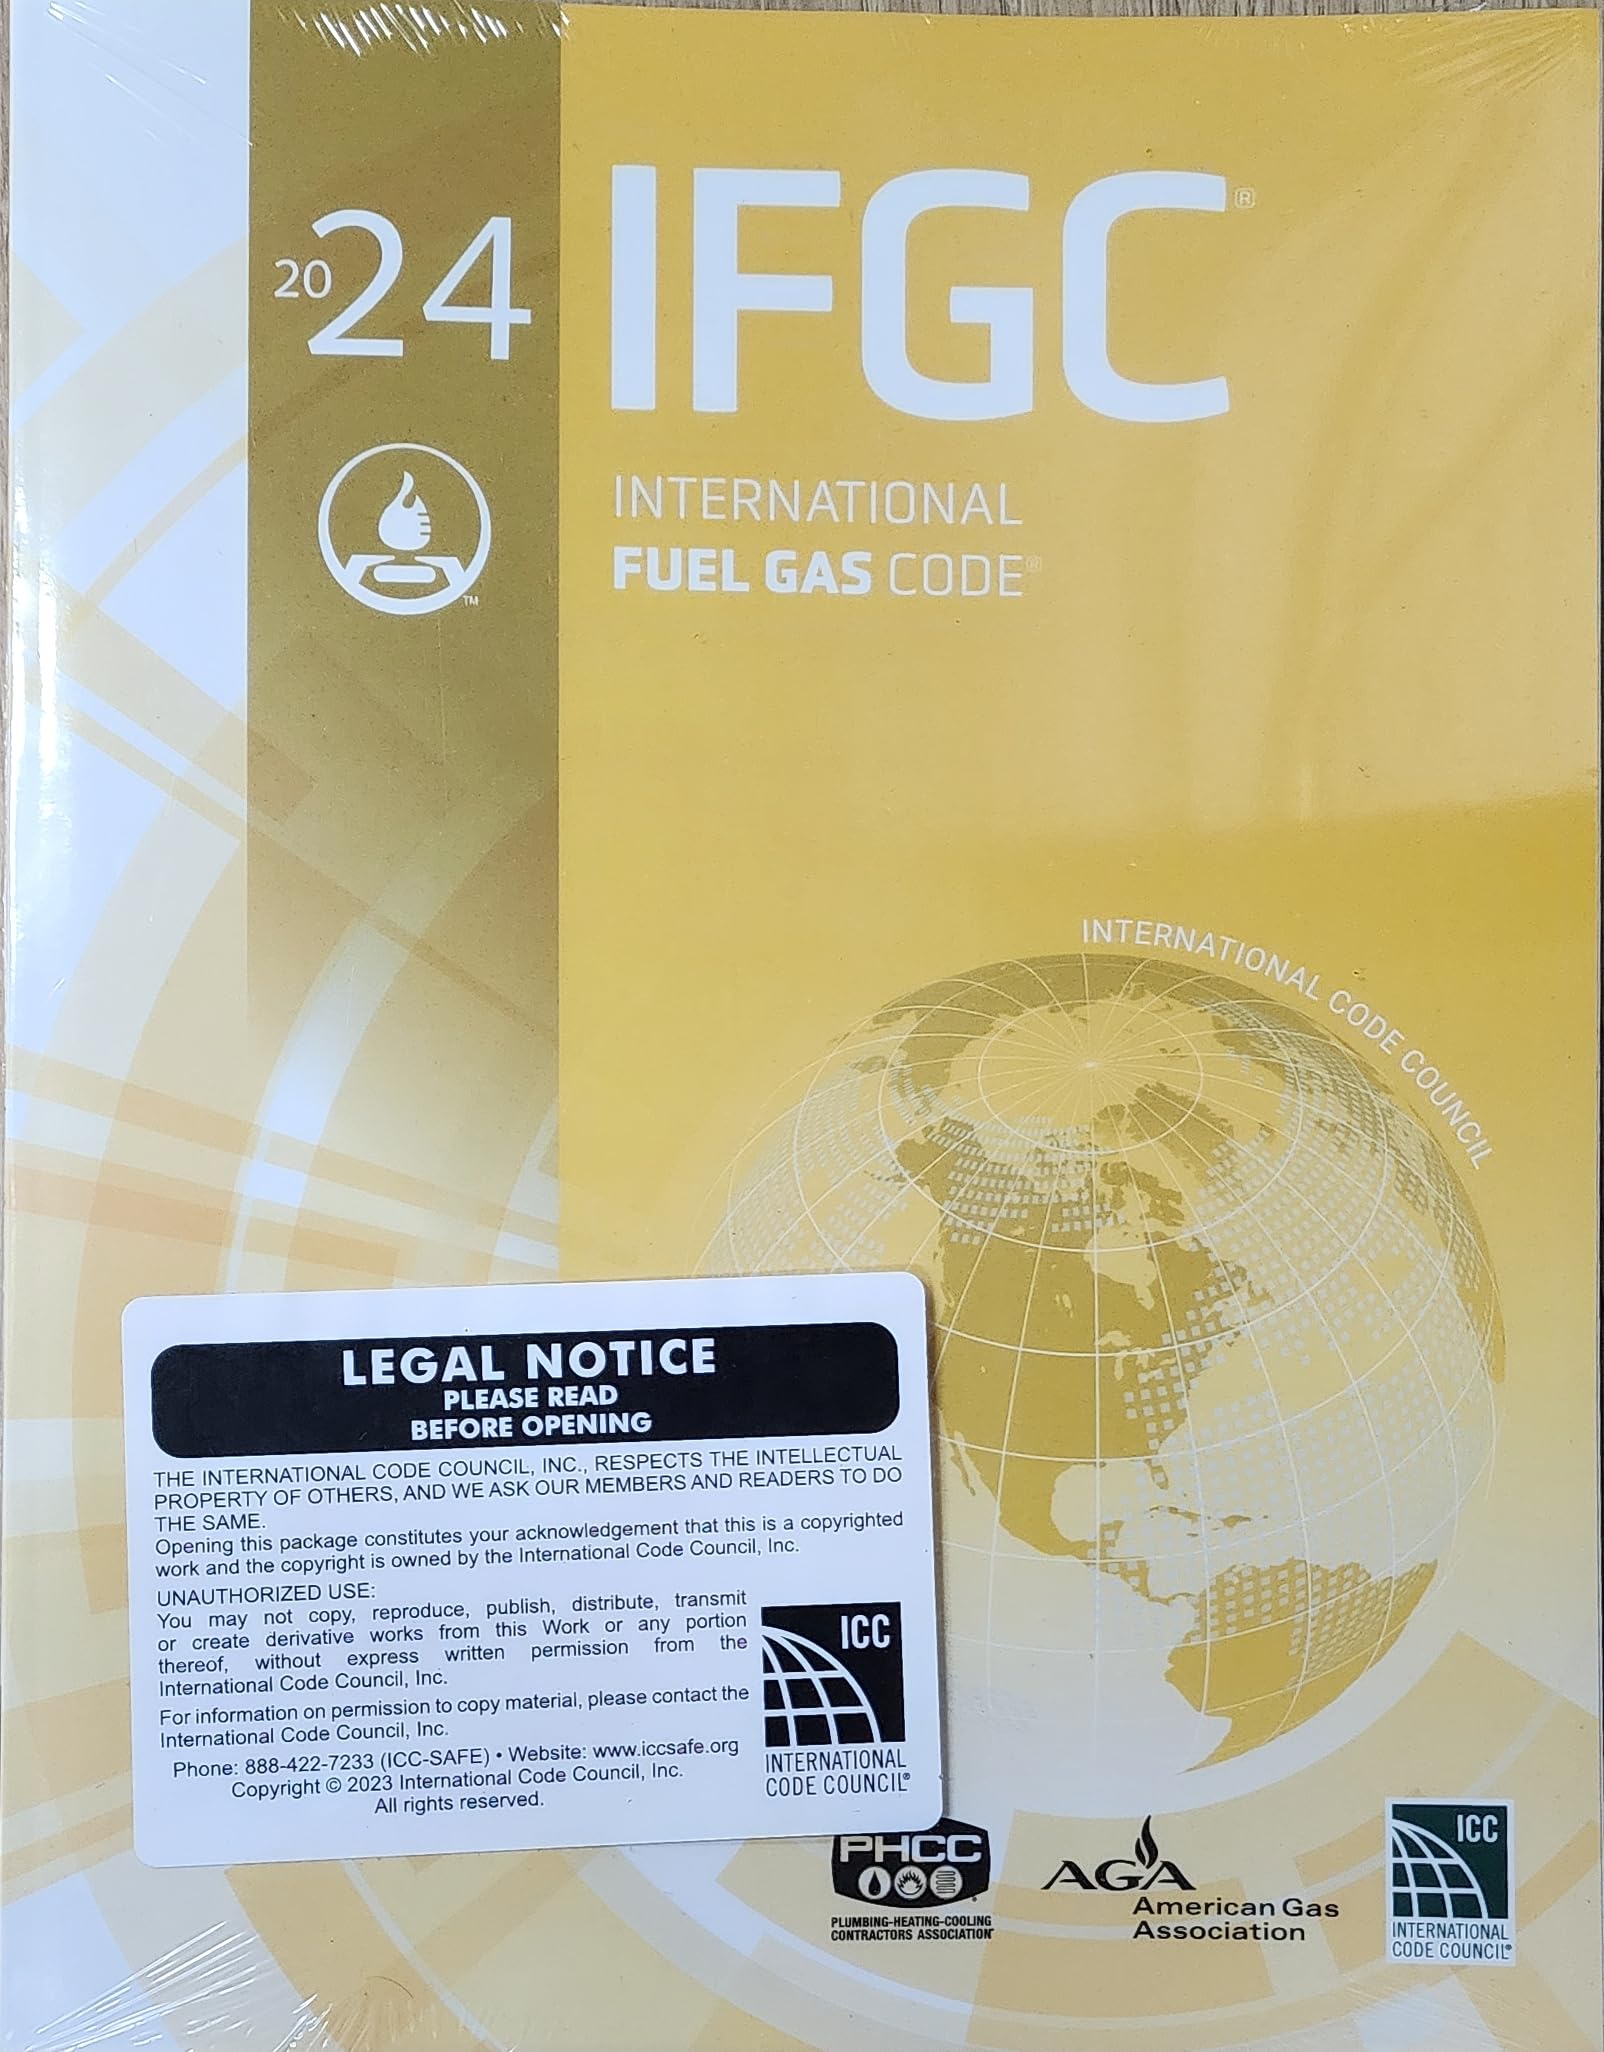 2024
IFGC®
INTERNATIONAL
FUEL GAS CODE®
TM
INTERNATIONAL CODE COUNCIL
LEGAL NOTICE
PLEASE READ
BEFORE OPENING
THE INTERNATIONAL CODE COUNCIL, INC., RESPECTS THE INTELLECTUAL
PROPERTY OF OTHERS, AND WE ASK OUR MEMBERS AND READERS TO DO
THE SAME.
Opening this package constitutes your acknowledgement that this is a copyrighted
work and the copyright is owned by the International Code Council, Inc.
UNAUTHORIZED USE:
You may not copy, reproduce, publish, distribute, transmit
or create derivative works from this Work or any portion
thereof, without express written permission from the
International Code Council, Inc.
For information on permission to copy material, please contact the
International Code Council, Inc.
Phone: 888-422-7233 (ICC-SAFE) • Website: www.iccsafe.org
Copyright © 2023 International Code Council, Inc.
All rights reserved.
ICC
INTERNATIONAL
CODE COUNCIL®
PHCC
PLUMBING-HEATING-COOLING
CONTRACTORS ASSOCIATION
AGA
American Gas
Association
ICC
INTERNATIONAL
CODE COUNCIL®